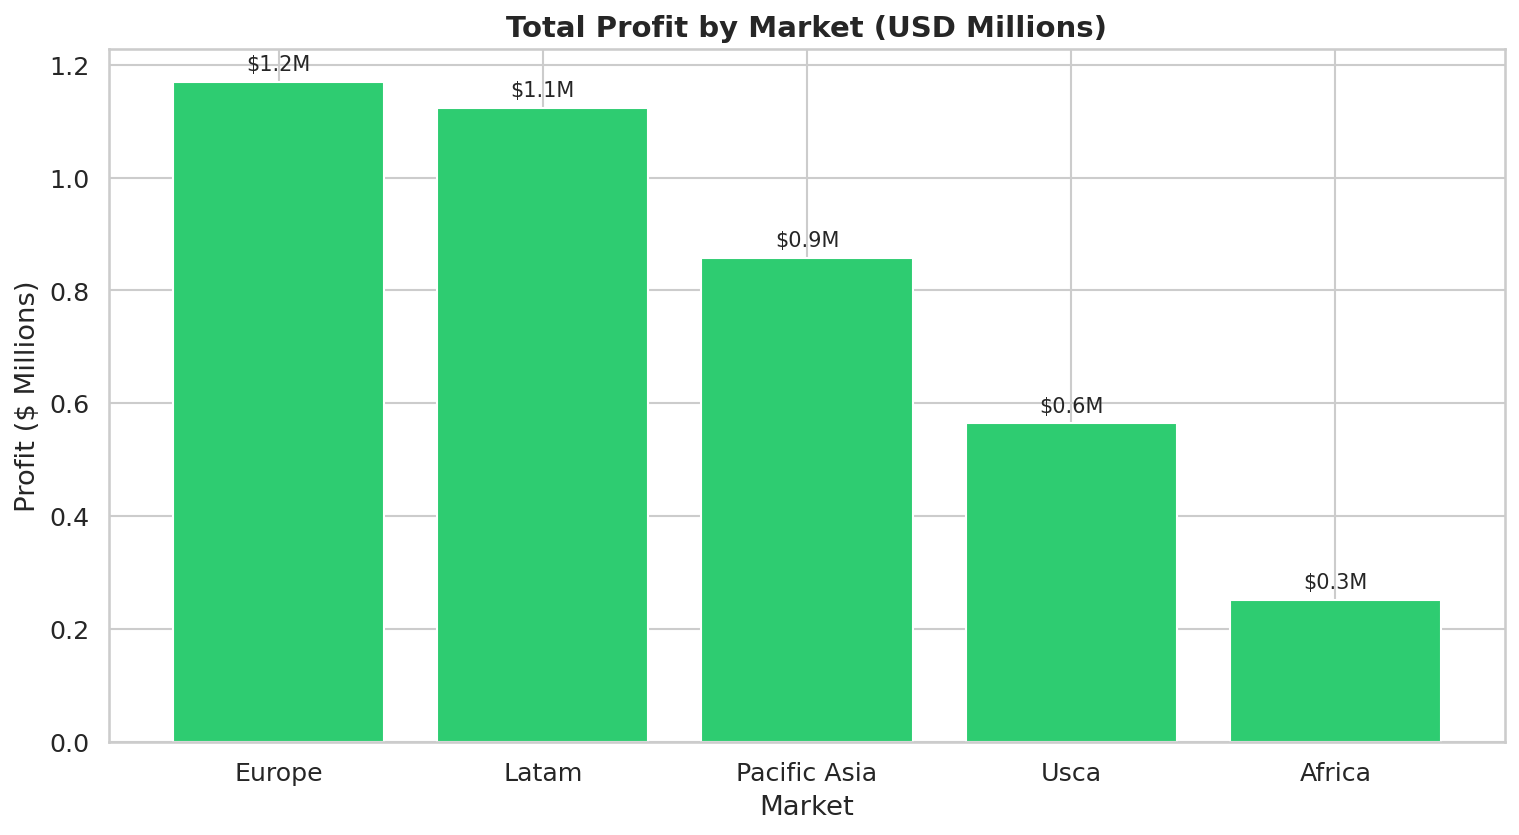 Total Profit by Market (USD Millions)
Profit ($ Millions)
1.2
1.0
0.8
0.6
0.4
0.2
0.0
$1.2M
$1.1M
$0.9M
$0.6M
$0.3M
Europe
Latam
Pacific Asia
Usca
Africa
Market